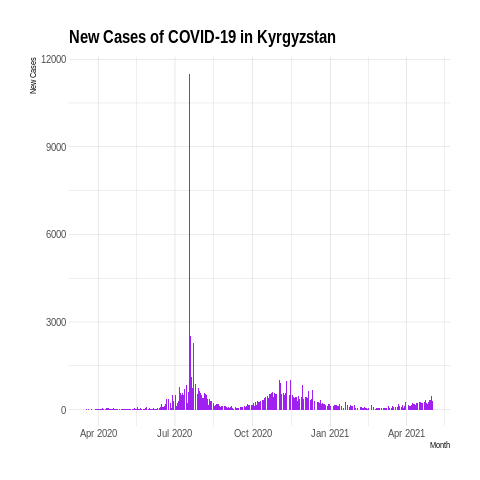 New Cases of COVID-19 in Kyrgyzstan
New Cases
12000
9000
6000
3000
0
Apr 2020 Jul 2020 Oct 2020 Jan 2021 Apr 2021
Month